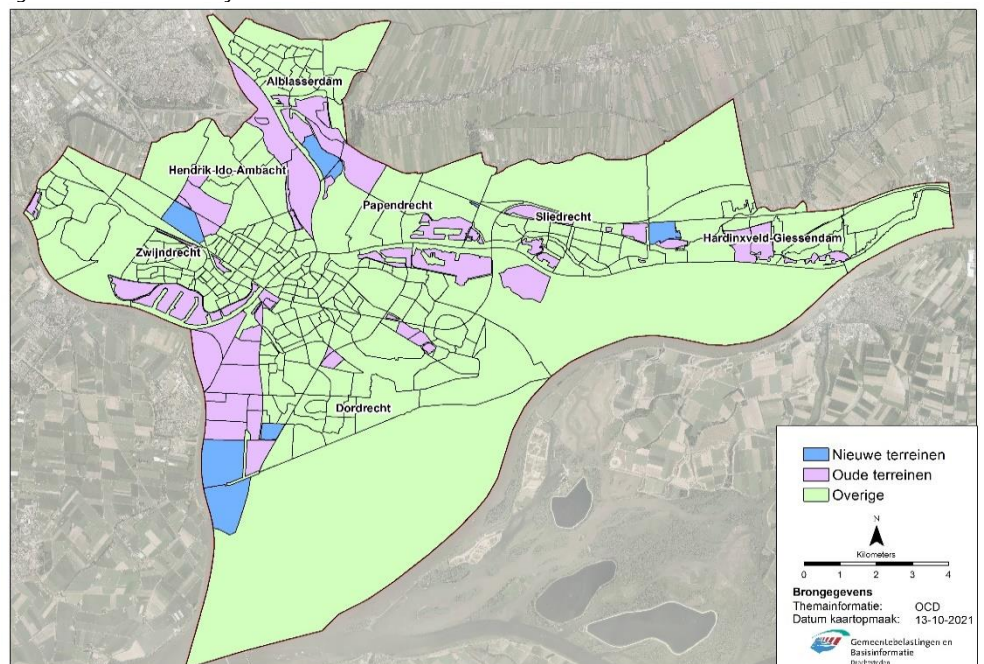 Alblasserdam
Hendrik-Ido-Ambacht
Papendrecht
Sliedrecht
Hardinxveld-Giessendam
Zwijndrecht
Dordrecht
Nieuwe terreinen
Oude terreinen
Overige
N
Kilometers
0 1 2 3 4
Brongegevens
Themainformatie: OCD
Datum kaartopmaak: 13-10-2021
Gemeentebelastingen en
Basisinformatie
Drechtsteden